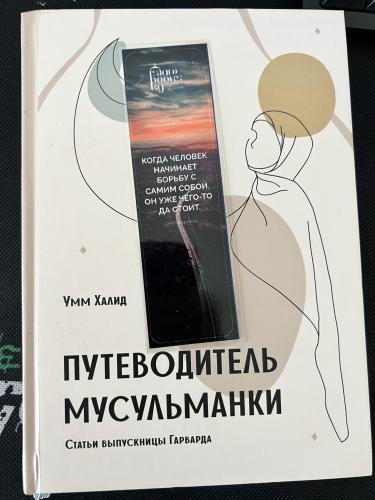 КОГДА ЧЕЛОВЕК
НАЧИНАЕТ
БОРЬБУ С
САМИМ СОБОЙ,
ОН УЖЕ ЧЕГО-ТО
ДА СТОИТ
Умм Халид
ПУТЕВОДИТЕЛЬ
МУСУЛЬМАНКИ
Статьи выпускницы Гарварда